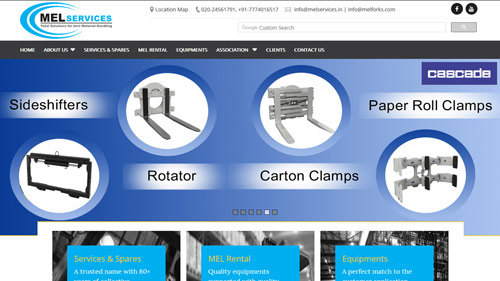 MEL SERVICES
Total Solutions for Unit Material Handling
Location Map 020-24561791, +91-7774016517 info@melservices.in | info@melforks.com
Google Custom Search
HOME ABOUT US SERVICES & SPARES MEL RENTAL EQUIPMENTS ASSOCIATION CLIENTS CONTACT US
cascade
Sideshifters
Paper Roll Clamps
Rotator
Carton Clamps
Services & Spares
A trusted name with 80+
MEL Rental
Quality equipments
Equipments
A perfect match to the